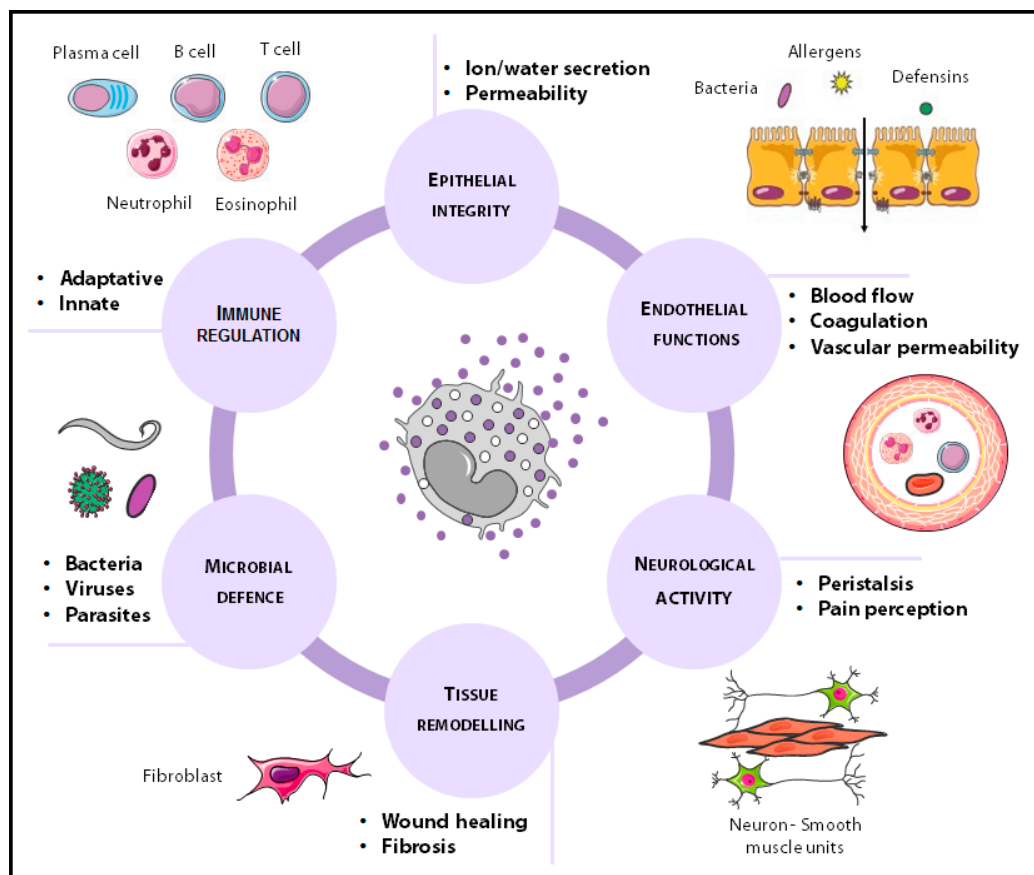 Plasma cell
B cell
T cell
Neutrophil
Eosinophil
• Ion/water secretion
• Permeability
Allergens
Bacteria
Defensins
EPITHELIAL
INTEGRITY
• Adaptative
• Innate
IMMUNE
REGULATION
ENDOTHELIAL
FUNCTIONS
• Blood flow
• Coagulation
• Vascular permeability
• Bacteria
• Viruses
• Parasites
MICROBIAL
DEFENCE
NEUROLOGICAL
ACTIVITY
• Peristalsis
• Pain perception
TISSUE
REMODELLING
Fibroblast
• Wound healing
• Fibrosis
Neuron- Smooth
muscle units